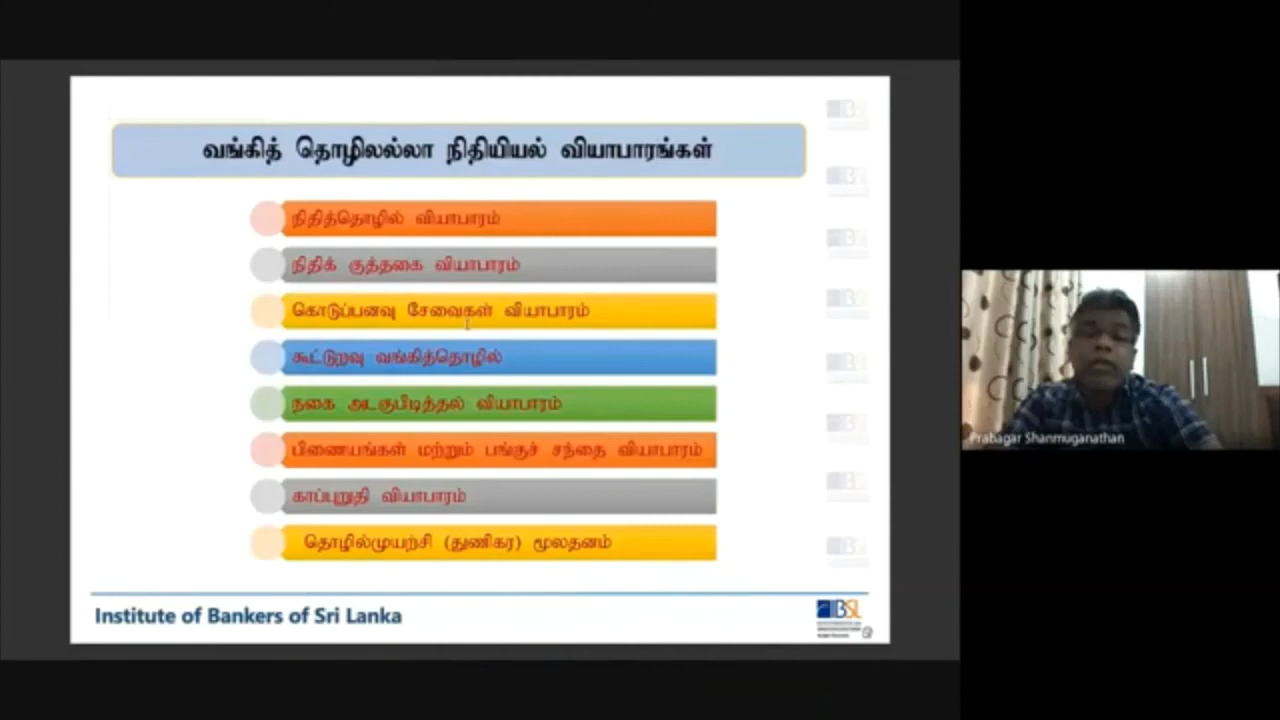 வங்கித் தொழிலல்லா நிதியியல் வியாபாரங்கள்
நிதித்தொழில் வியாபாரம்
நிதிக் குத்தகை வியாபாரம்
கொடுப்பனவு சேவைகள் வியாபாரம்
கூட்டுறவு வங்கித்தொழில்
நகை அடகுபிடித்தல் வியாபாரம்
பிணையங்கள் மற்றும் பங்குச் சந்தை வியாபாரம்
காப்புறுதி வியாபாரம்
தொழில்முயற்சி (துணிகர) மூலதனம்
Institute of Bankers of Sri Lanka
IBSL
Prabagar Shanmuganathan